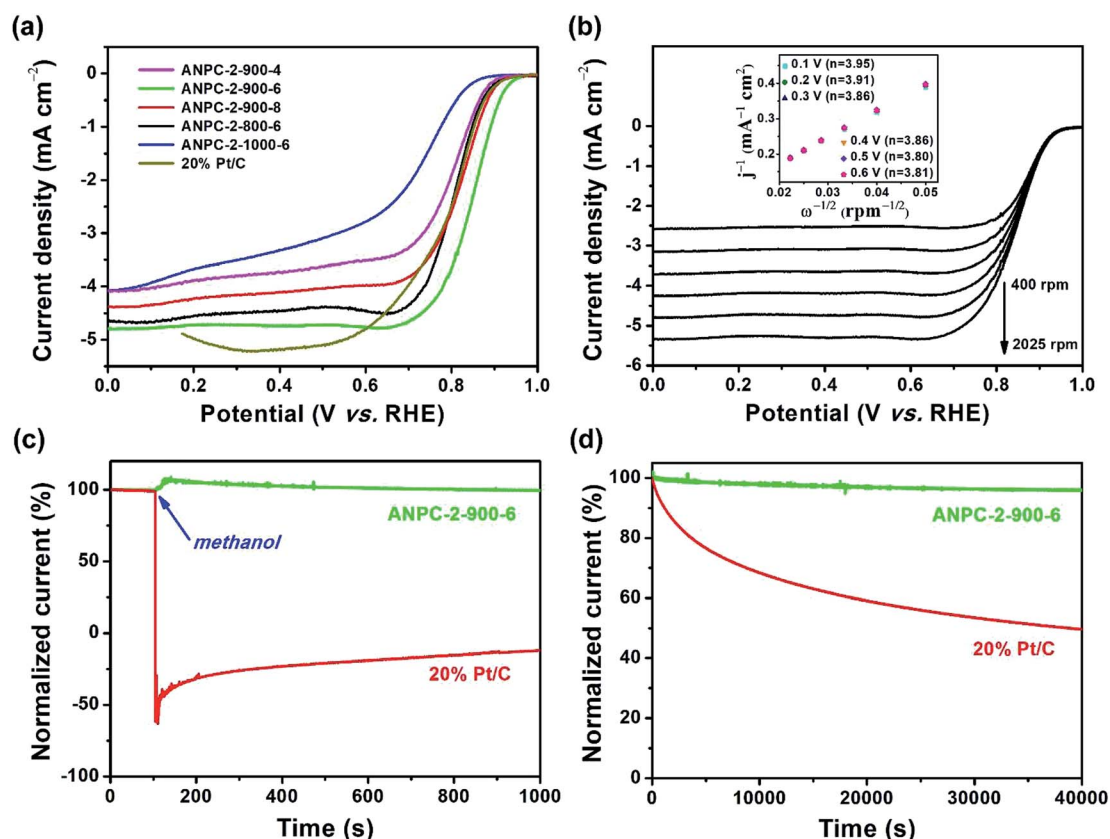 (a)
ANPC-2-900-4
ANPC-2-900-6
ANPC-2-900-8
ANPC-2-800-6
ANPC-2-1000-6
20% Pt/C
Current density (mA cm⁻²)
0
-1
-2
-3
-4
-5
0.0 0.2 0.4 0.6 0.8 1.0
Potential (V vs. RHE)
(b)
0.1 V (n=3.95)
0.2 V (n=3.91)
0.3 V (n=3.86)
0.4 V (n=3.86)
0.5 V (n=3.80)
0.6 V (n=3.81)
j⁻¹ (mA⁻¹ cm²)
0.4
0.3
0.2
0.02 0.03 0.04 0.05
ω⁻¹/² (rpm⁻¹/²)
400 rpm
2025 rpm
Current density (mA cm⁻²)
0
-1
-2
-3
-4
-5
-6
0.0 0.2 0.4 0.6 0.8 1.0
Potential (V vs. RHE)
(c)
Normalized current (%)
100
50
0
-50
-100
ANPC-2-900-6
methanol
20% Pt/C
0 200 400 600 800 1000
Time (s)
(d)
Normalized current (%)
100
80
60
40
20
0
ANPC-2-900-6
20% Pt/C
0 10000 20000 30000 40000
Time (s)